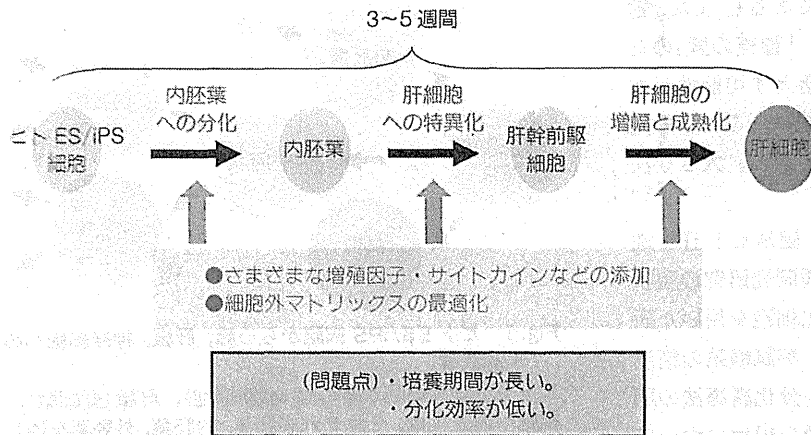 3〜5週間
内胚葉
への分化
肝細胞
への特異化
肝細胞の
増幅と成熟化
ヒト ES/iPS
細胞
内胚葉
肝幹前駆
細胞
肝細胞
●さまざまな増殖因子・サイトカインなどの添加
●細胞外マトリックスの最適化
(問題点)・培養期間が長い。
・分化効率が低い。